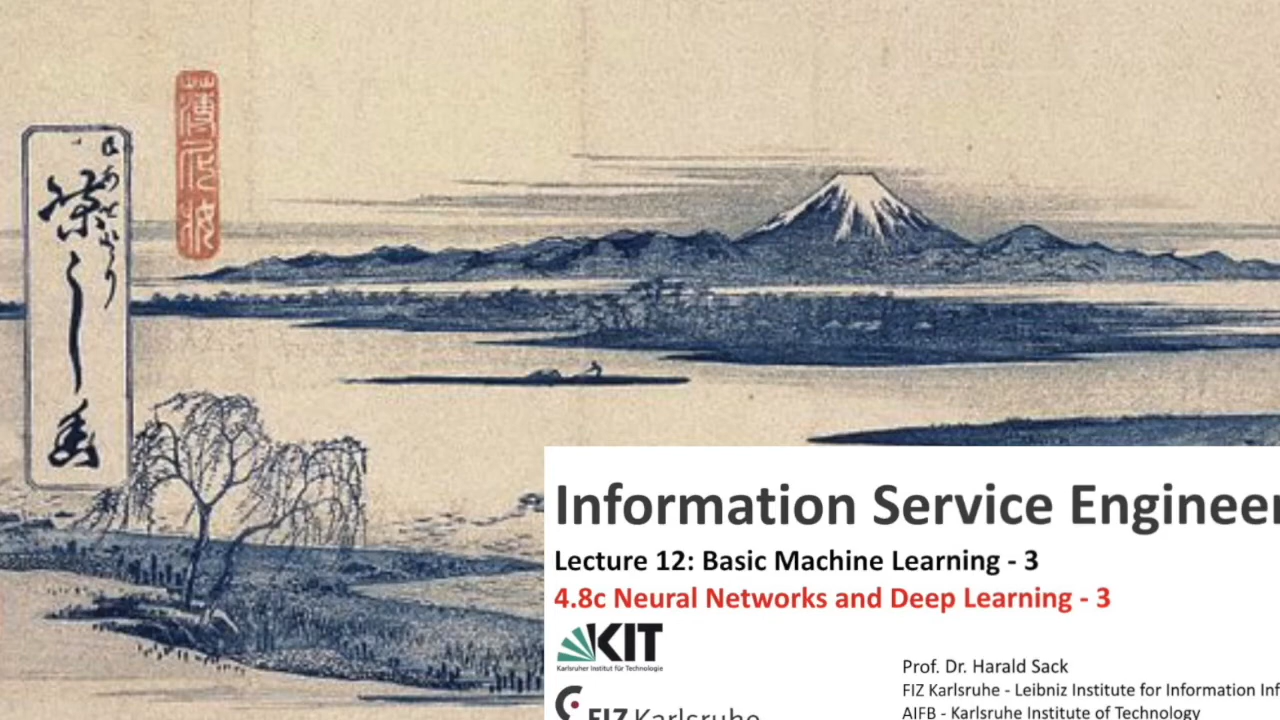 Information Service Engineer
Lecture 12: Basic Machine Learning - 3
4.8c Neural Networks and Deep Learning - 3
KIT
Karlsruher Institut für Technologie
Prof. Dr. Harald Sack
FIZ Karlsruhe - Leibniz Institute for Information Inf
AIFB - Karlsruhe Institute of Technology
FIZ Karlsruhe